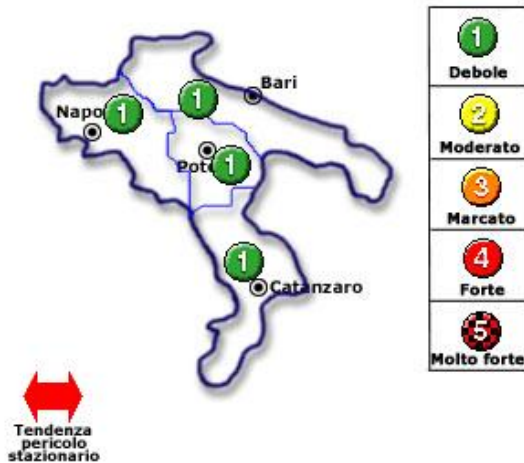 1
Debole
2
Moderato
3
Marcato
4
Forte
5
Molto forte
1
Bari
Napo
1
Pote
1
1
Catanzaro
Tendenza
pericolo
stazionario